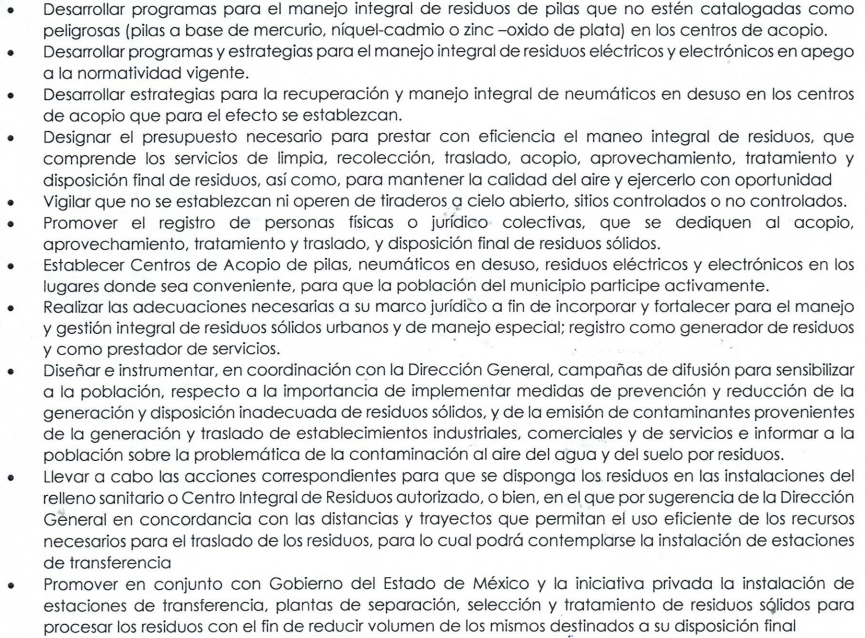 • Desarrollar programas para el manejo integral de residuos de pilas que no estén catalogadas como
peligrosas (pilas a base de mercurio, níquel-cadmio o zinc –oxido de plata) en los centros de acopio.
• Desarrollar programas y estrategias para el manejo integral de residuos eléctricos y electrónicos en apego
a la normatividad vigente.
• Desarrollar estrategias para la recuperación y manejo integral de neumáticos en desuso en los centros
de acopio que para el efecto se establezcan.
• Designar el presupuesto necesario para prestar con eficiencia el maneo integral de residuos, que
comprende los servicios de limpia, recolección, traslado, acopio, aprovechamiento, tratamiento y
disposición final de residuos, así como, para mantener la calidad del aire y ejercerlo con oportunidad
• Vigilar que no se establezcan ni operen de tiraderos a cielo abierto, sitios controlados o no controlados.
• Promover el registro de personas físicas o jurídico colectivas, que se dediquen al acopio,
aprovechamiento, tratamiento y traslado, y disposición final de residuos sólidos.
• Establecer Centros de Acopio de pilas, neumáticos en desuso, residuos eléctricos y electrónicos en los
lugares donde sea conveniente, para que la población del municipio participe activamente.
• Realizar las adecuaciones necesarias a su marco jurídico a fin de incorporar y fortalecer para el manejo
y gestión integral de residuos sólidos urbanos y de manejo especial; registro como generador de residuos
y como prestador de servicios.
• Diseñar e instrumentar, en coordinación con la Dirección General, campañas de difusión para sensibilizar
a la población, respecto a la importancia de implementar medidas de prevención y reducción de la
generación y disposición inadecuada de residuos sólidos, y de la emisión de contaminantes provenientes
de la generación y traslado de establecimientos industriales, comerciales y de servicios e informar a la
población sobre la problemática de la contaminación al aire del agua y del suelo por residuos.
• Llevar a cabo las acciones correspondientes para que se disponga los residuos en las instalaciones del
relleno sanitario o Centro Integral de Residuos autorizado, o bien, en el que por sugerencia de la Dirección
General en concordancia con las distancias y trayectos que permitan el uso eficiente de los recursos
necesarios para el traslado de los residuos, para lo cual podrá contemplarse la instalación de estaciones
de transferencia
• Promover en conjunto con Gobierno del Estado de México y la iniciativa privada la instalación de
estaciones de transferencia, plantas de separación, selección y tratamiento de residuos sólidos para
procesar los residuos con el fin de reducir volumen de los mismos destinados a su disposición final